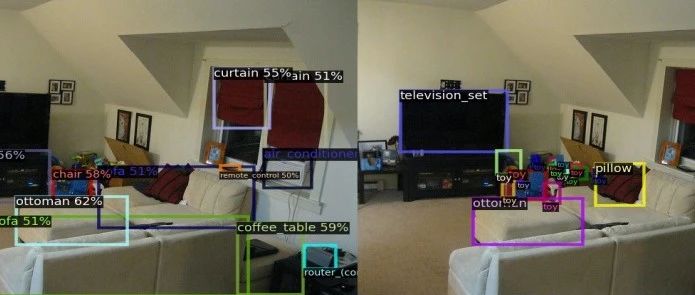 curtain 55%
ain 51%
television_set
56%
air_conditioner
chair 58%
fa 51%
remote_control 50%
pillow
toy
toy
toy
toy
toy
toy
toy
ottoman 62%
ottoman
toy
ofa 51%
coffee_table 59%
router_(co